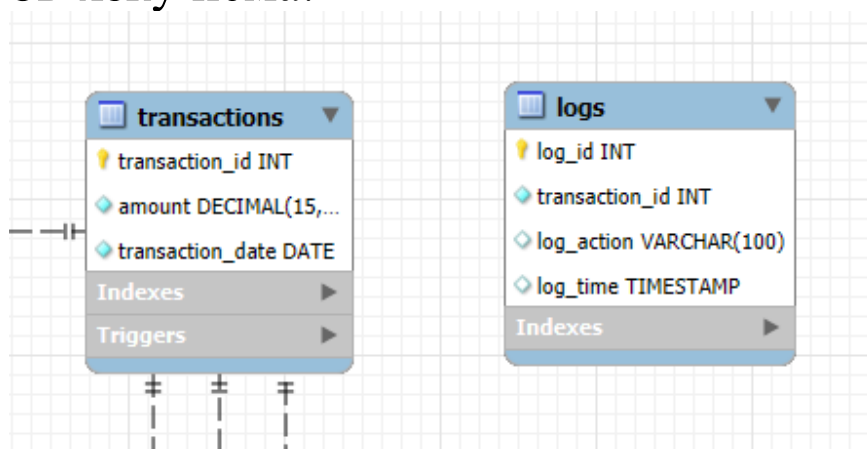 transactions
transaction_id INT
amount DECIMAL(15,...
transaction_date DATE
Indexes
Triggers
logs
log_id INT
transaction_id INT
log_action VARCHAR(100)
log_time TIMESTAMP
Indexes